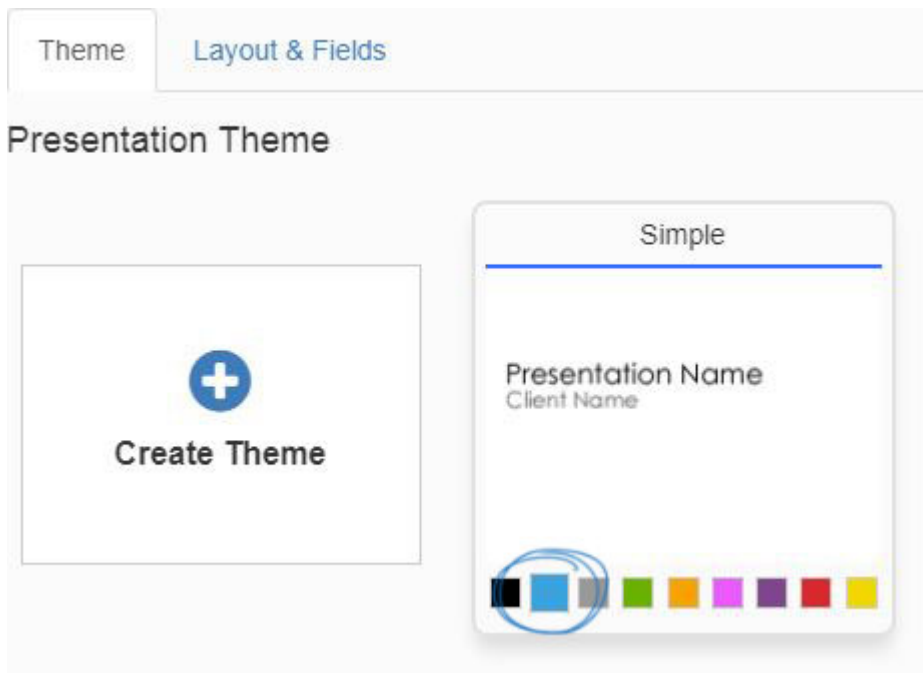 Theme
Layout & Fields
Presentation Theme
Create Theme
Simple
Presentation Name
Client Name